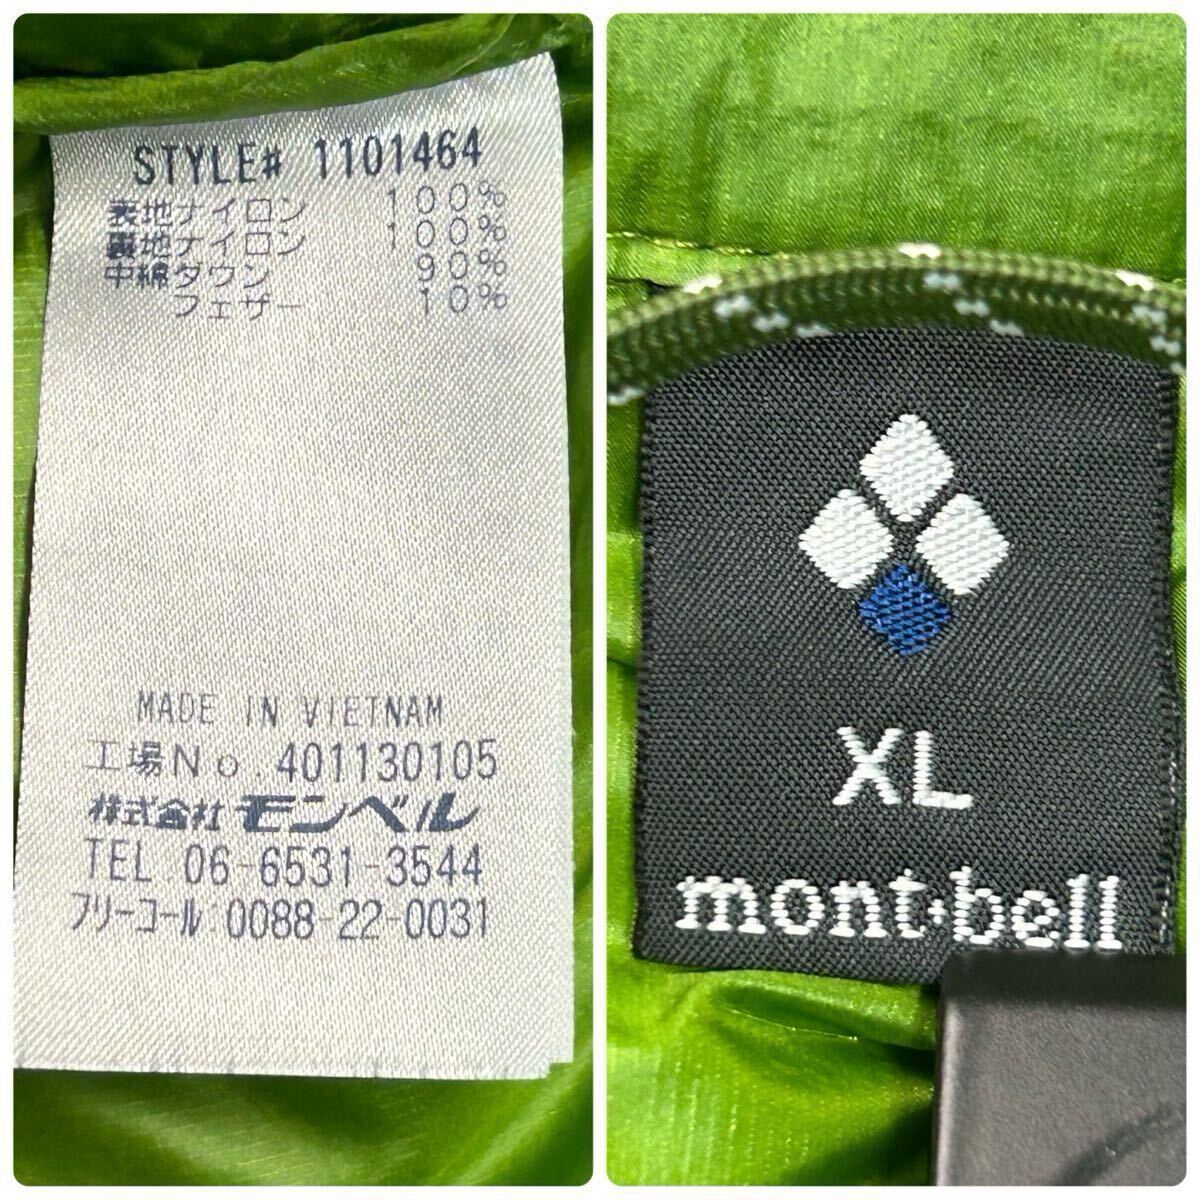 STYLE# 1101464
表地ナイロン 100%
裏地ナイロン 100%
中綿ダウン 90%
フェザー 10%
MADE IN VIETNAM
工場No.401130105
株式会社モンベル
TEL.06-6531-3544
フリーコール:0088-22-0031
XL
mont-bell